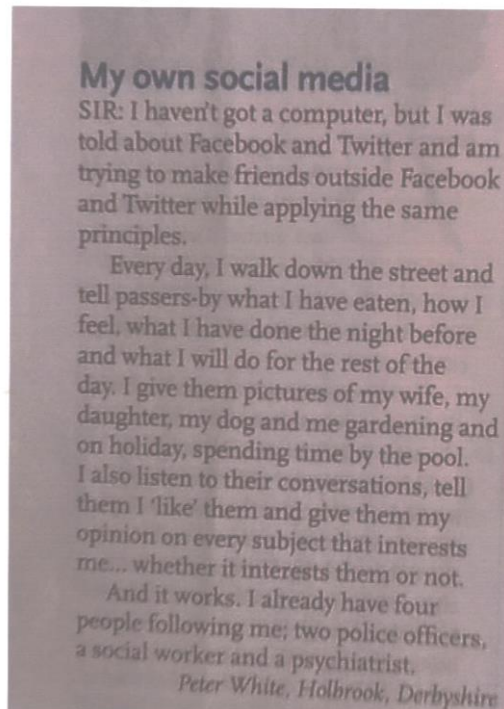 My own social media
SIR: I haven't got a computer, but I was
told about Facebook and Twitter and am
trying to make friends outside Facebook
and Twitter while applying the same
principles.
Every day, I walk down the street and
tell passers-by what I have eaten, how I
feel, what I have done the night before
and what I will do for the rest of the
day. I give them pictures of my wife, my
daughter, my dog and me gardening and
on holiday, spending time by the pool.
I also listen to their conversations, tell
them I 'like' them and give them my
opinion on every subject that interests
me... whether it interests them or not.
And it works. I already have four
people following me; two police officers,
a social worker and a psychiatrist.
Peter White, Holbrook, Derbyshire